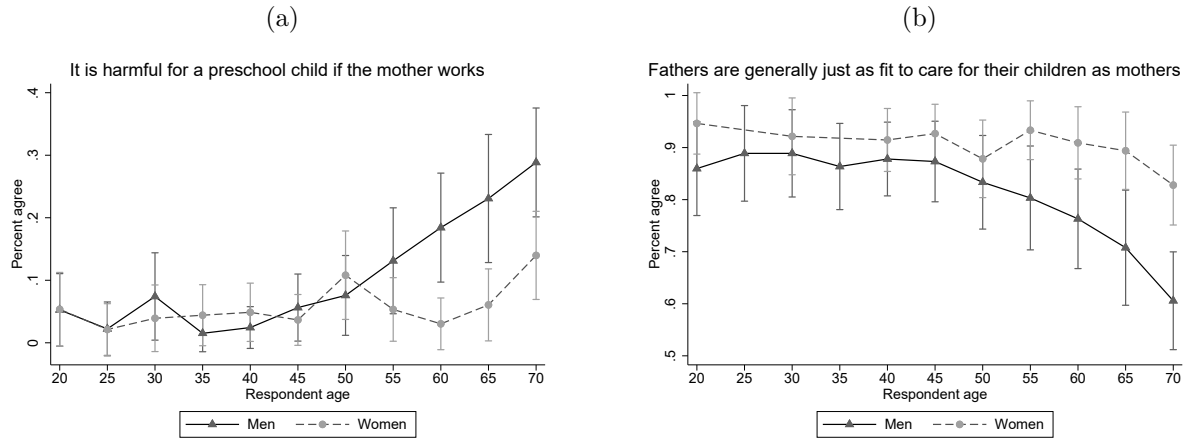 (a)
It is harmful for a preschool child if the mother works
Percent agree
.4
.3
.2
.1
0
20 25 30 35 40 45 50 55 60 65 70
Respondent age
Men Women
(b)
Fathers are generally just as fit to care for their children as mothers
Percent agree
1
.9
.8
.7
.6
.5
20 25 30 35 40 45 50 55 60 65 70
Respondent age
Men Women